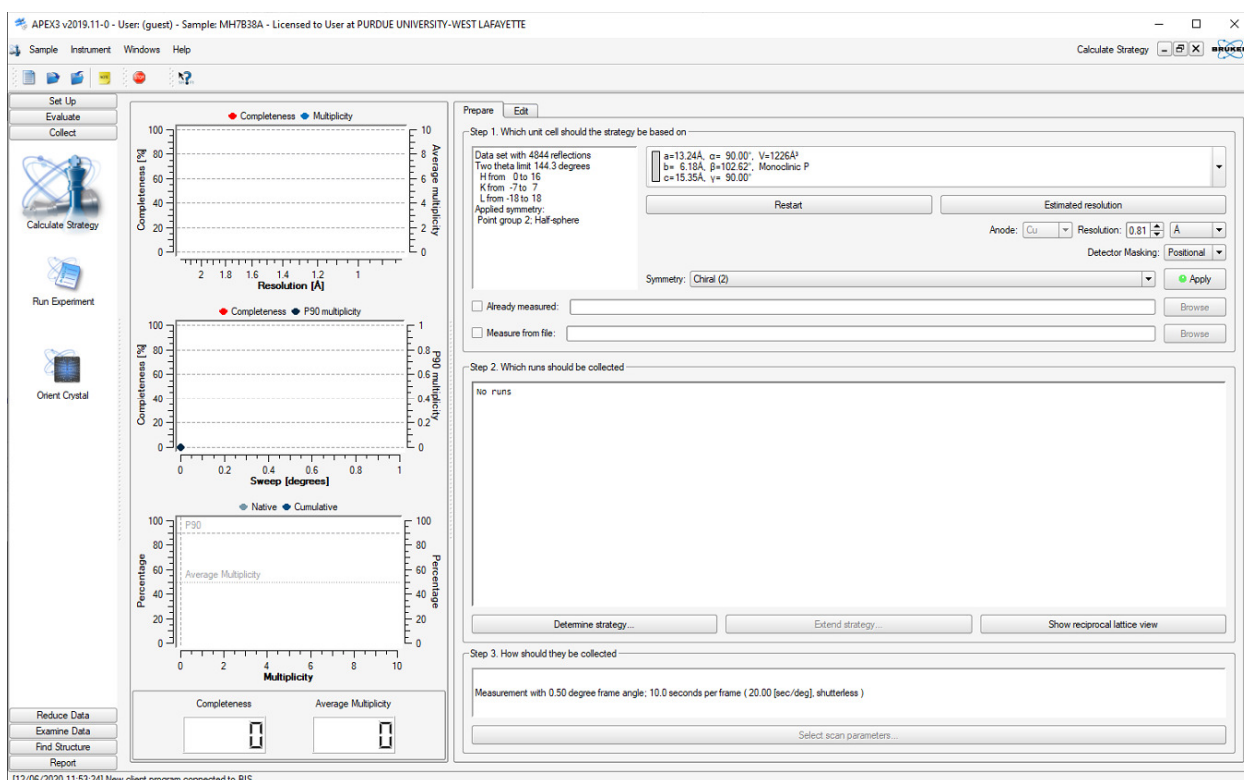 APEX3 v2019.11-0 - User: (guest) - Sample: MH7B38A - Licensed to User at PURDUE UNIVERSITY-WEST LAFAYETTE
Sample Instrument Windows Help
Calculate Strategy
BRUKER
Set Up
Evaluate
Collect
Calculate Strategy
Run Experiment
Orient Crystal
Reduce Data
Examine Data
Find Structure
Report
Completeness Multiplicity
Completeness [%]
100
80
60
40
20
0
10
8
6
4
2
0
Average multiplicity
2 1.8 1.6 1.4 1.2 1
Resolution [Å]
Completeness P90 multiplicity
Completeness [%]
100
80
60
40
20
0
1
0.8
0.6
0.4
0.2
0
P90 multiplicity
0 0.2 0.4 0.6 0.8 1
Sweep [degrees]
Native Cumulative
Percentage
100
80
60
40
20
0
P90
Average Multiplicity
100
80
60
40
20
0
Percentage
0 2 4 6 8 10
Multiplicity
Completeness Average Multiplicity
0 0
Prepare Edit
Step 1. Which unit cell should the strategy be based on
Data set with 4844 reflections
Two theta limit 144.3 degrees
H from 0 to 16
K from -7 to 7
L from -18 to 18
Applied symmetry:
Point group 2; Half-sphere
a=13.24Å, α= 90.00°, V=1226Å³
b= 6.18Å, β=102.62°, Monoclinic P
c=15.35Å, γ= 90.00°
Restart Estimated resolution
Anode: Cu Resolution: 0.81 Å
Detector Masking: Positional
Symmetry: Chiral (2) Apply
Already measured: Browse
Measure from file: Browse
Step 2. Which runs should be collected
No runs
Determine strategy... Extend strategy... Show reciprocal lattice view
Step 3. How should they be collected
Measurement with 0.50 degree frame angle; 10.0 seconds per frame ( 20.00 [sec/deg], shutterless )
Select scan parameters...
[12/06/2020 11:53:24] New client program connected to BIS